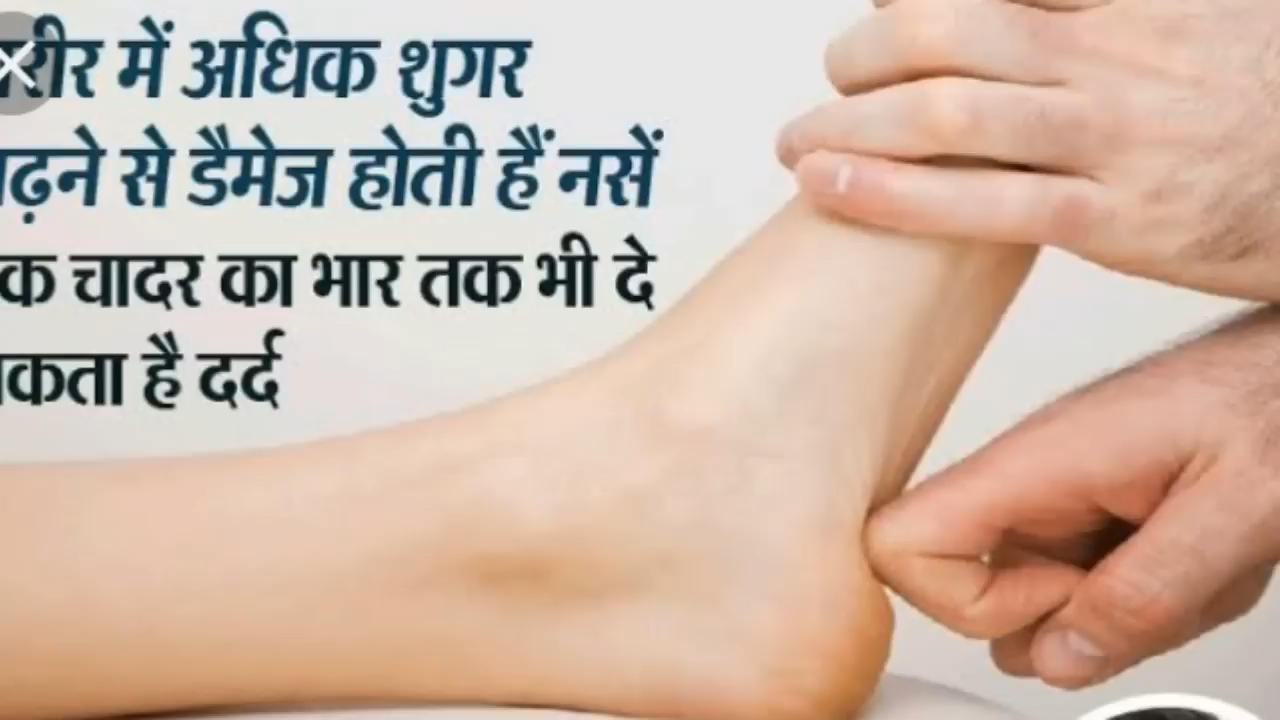 में अधिक शुगर
से डैमेज होती हैं नसें
चादर का भार तक भी दे
है दर्द